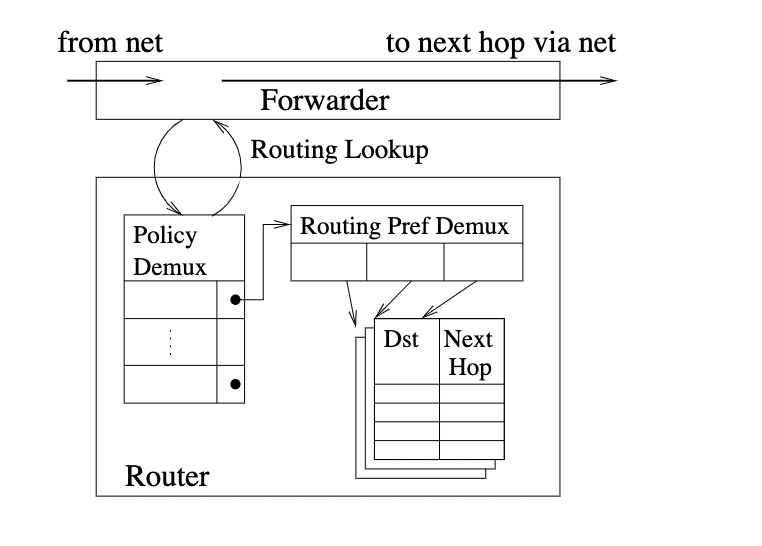 from net
to next hop via net
Forwarder
Routing Lookup
Policy
Demux
Routing Pref Demux
Dst
Next
Hop
Router